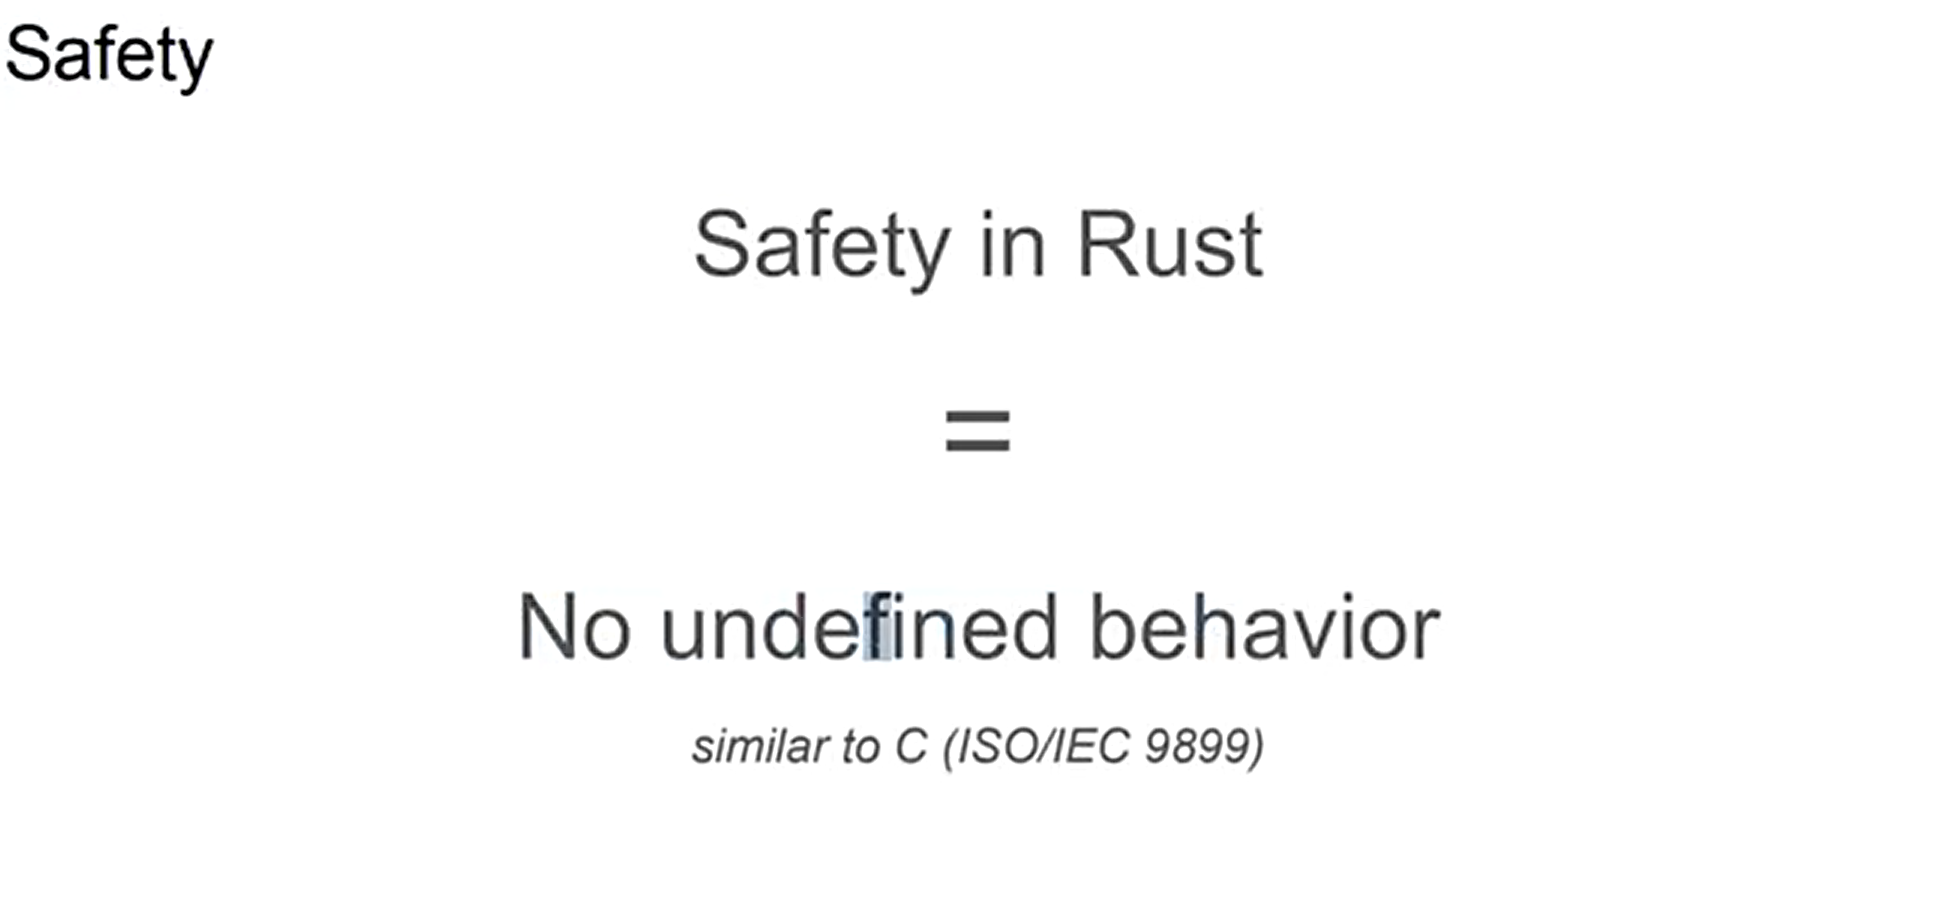 Safety
Safety in Rust
=
No undefined behavior
similar to C (ISO/IEC 9899)